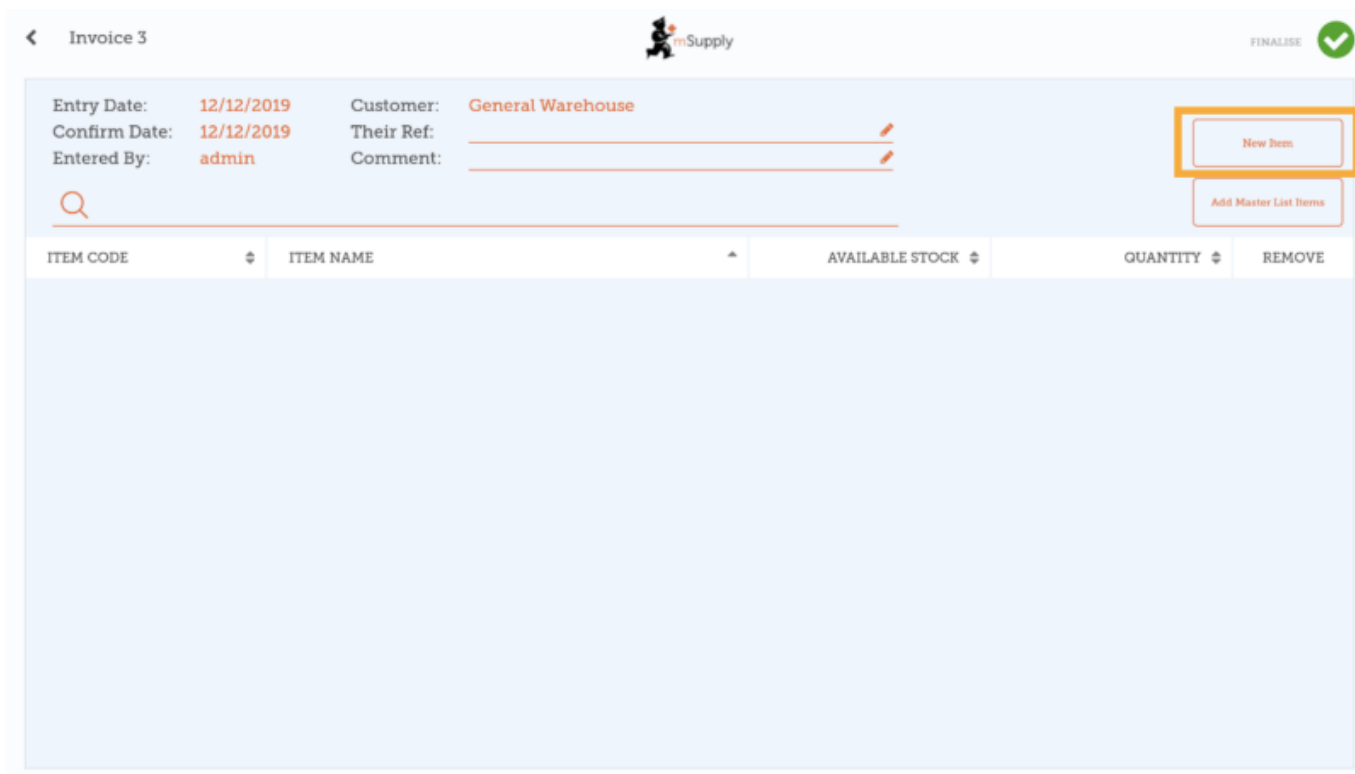 Invoice 3
mSupply
FINALISE
Entry Date: 12/12/2019 Customer: General Warehouse
Confirm Date: 12/12/2019 Their Ref:
Entered By: admin Comment:
New Item
Add Master List Items
ITEM CODE ITEM NAME AVAILABLE STOCK QUANTITY REMOVE